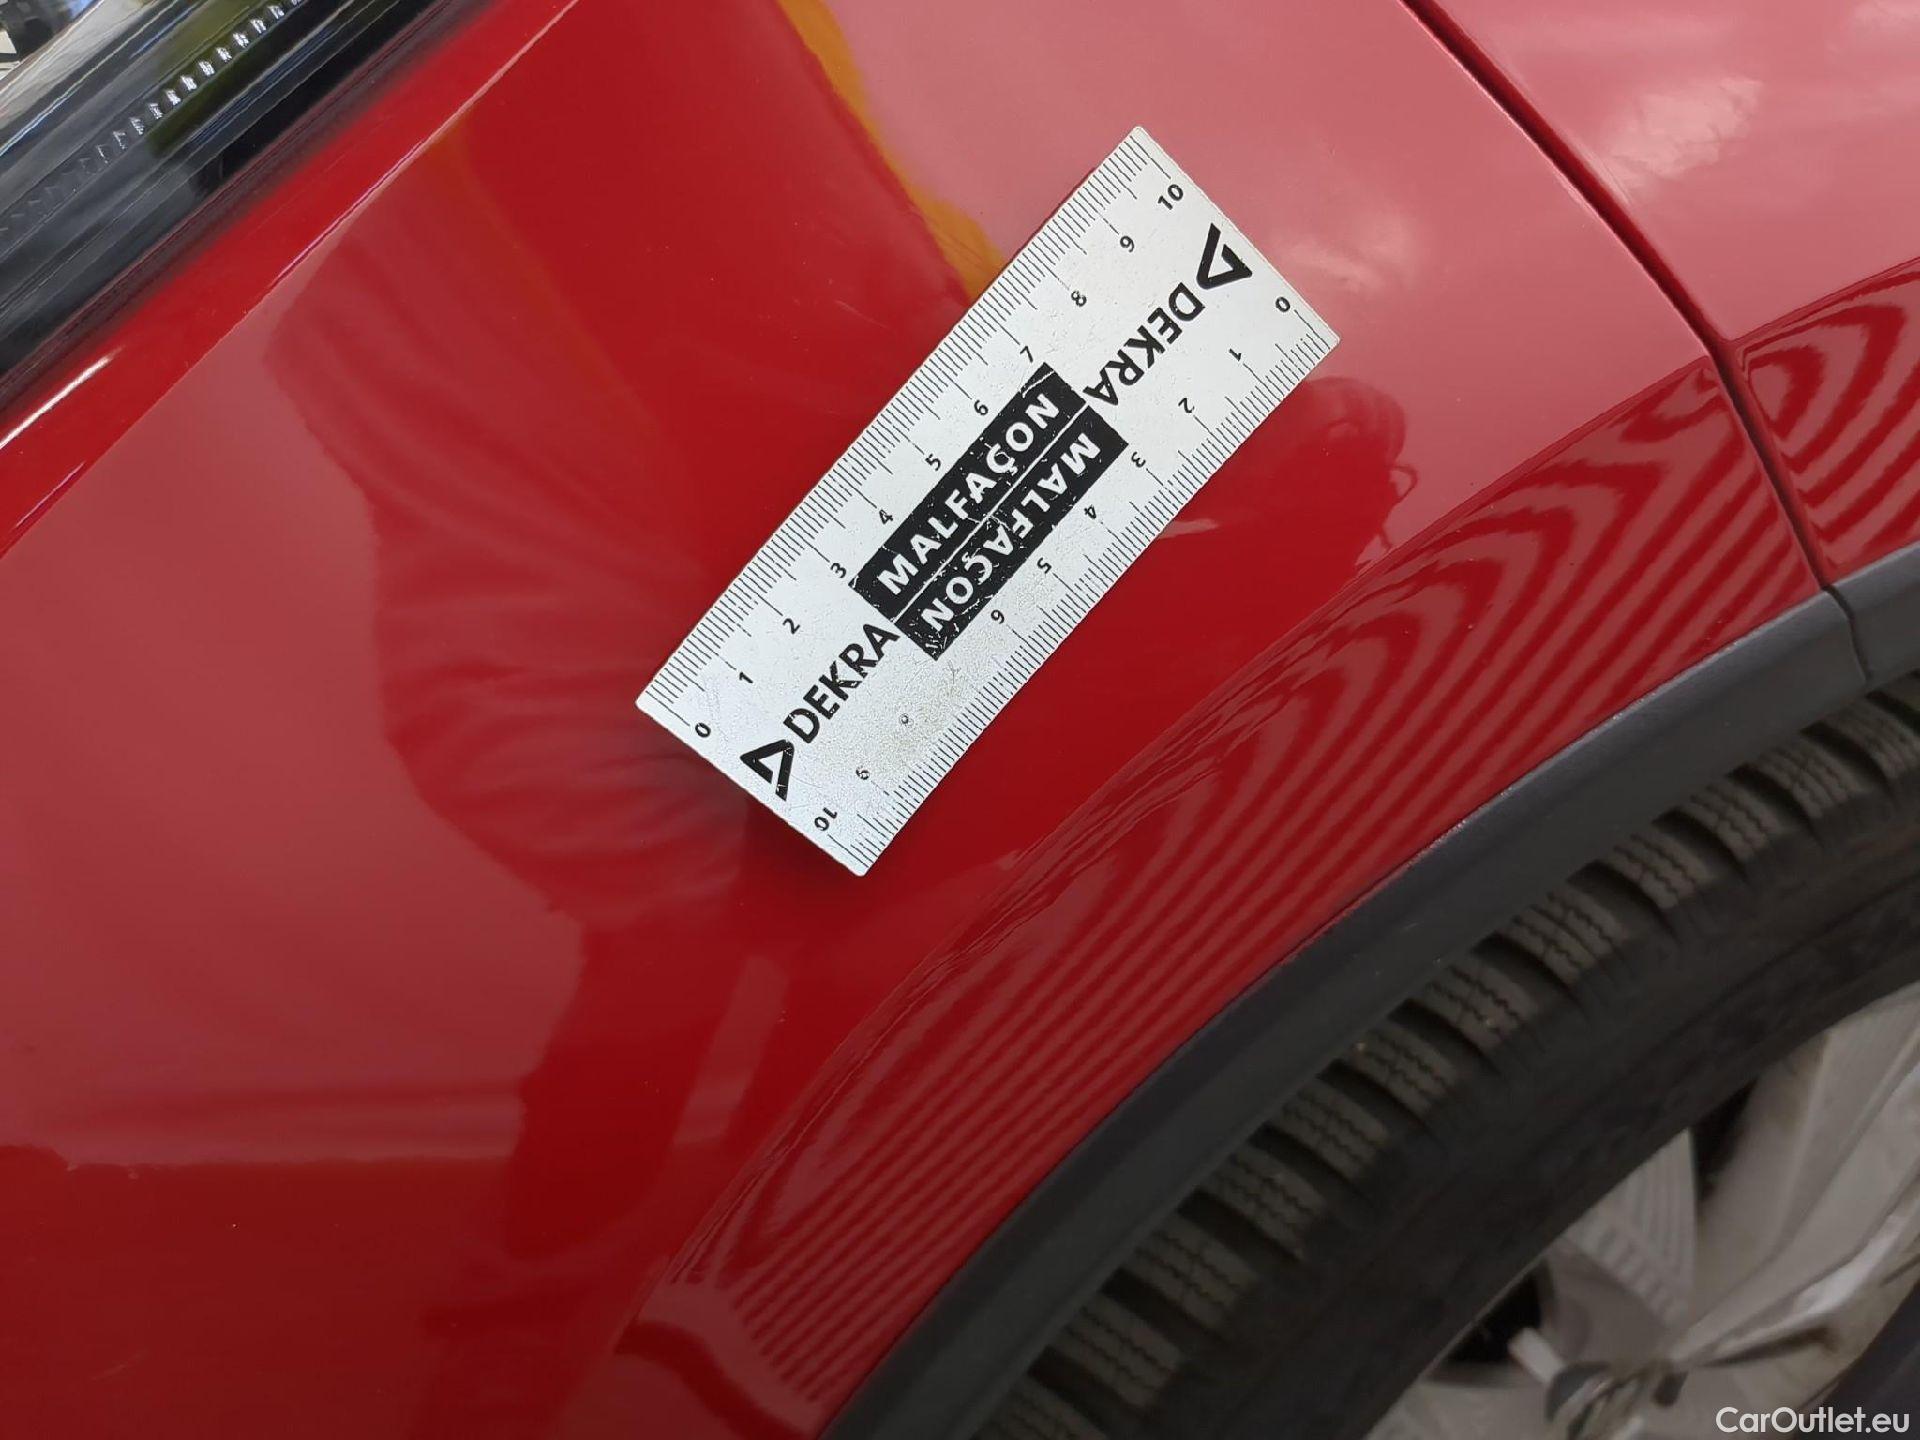 0 1 2 3 4 5 6 7 8 9 10
DEKRA MALFAÇON
DEKRA MALFAÇON
0 1 2 3 4 5 6 8 9 10
CarOutlet.eu